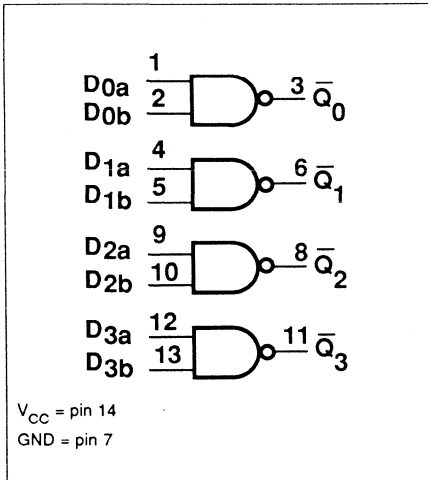 1
D0a
2
D0b
3 Q̅0
4
D1a
5
D1b
6 Q̅1
9
D2a
10
D2b
8 Q̅2
12
D3a
13
D3b
11 Q̅3
VCC = pin 14
GND = pin 7